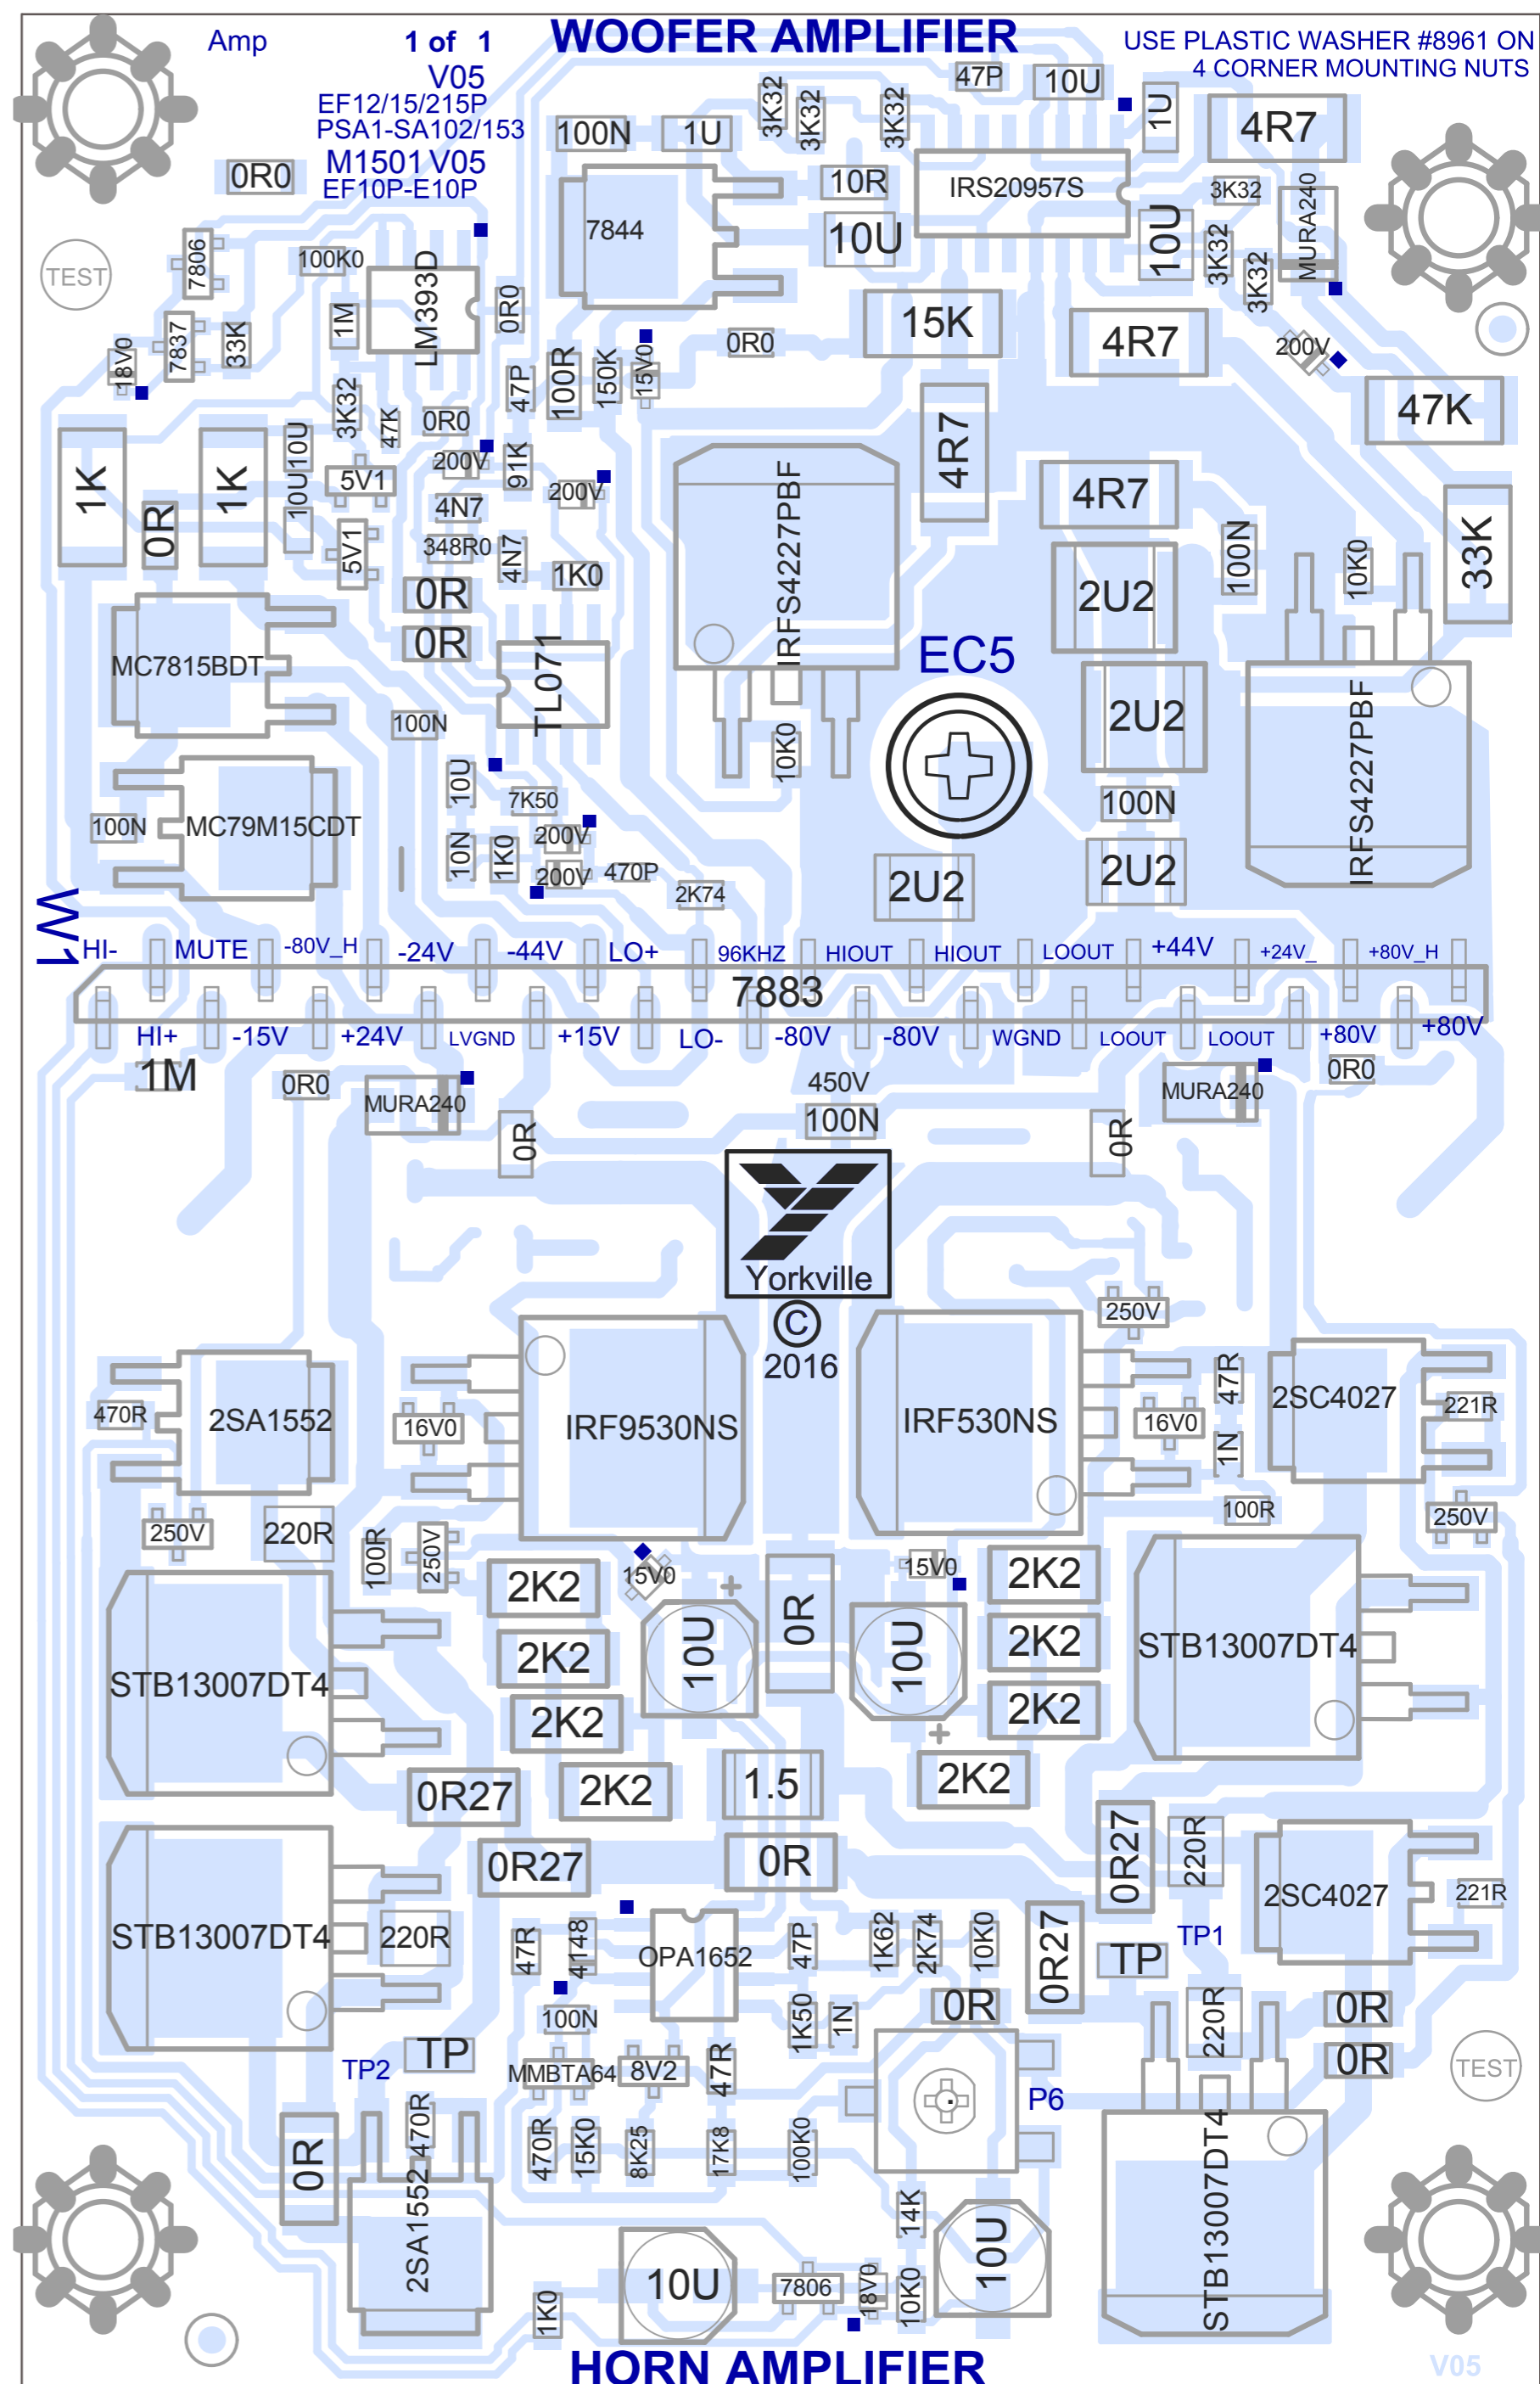 WOOFER AMPLIFIER
Amp
1 of 1
V05
EF12/15/215P
PSA1-SA102/153
M1501 V05
EF10P-E10P
USE PLASTIC WASHER #8961 ON
4 CORNER MOUNTING NUTS
47P
10U
3K32
3K32
3K32
1U
4R7
100N
1U
0R0
10R
IRS20957S
3K32
MURA240
7844
10U
10U
3K32
3K32
TEST
7806
100K0
LM393D
0R0
1M
7837
33K
18V0
15K
4R7
200V
0R0
15V0
150K
100R
47P
47K
3K32
47K
0R0
4R7
1K
1K
10U
10U
0R
5V1
5V1
200V
91K
200V
4N7
348R0
4N7
1K0
0R
0R
IRFS4227PBF
4R7
2U2
100N
10K0
33K
MC7815BDT
TL071
EC5
2U2
IRFS4227PBF
100N
10K0
10U
7K50
100N
MC79M15CDT
100N
200V
10N
1K0
200V
470P
2K74
2U2
2U2
W1
HI-
MUTE
-80V_H
-24V
-44V
LO+
96KHZ
HIOUT
HIOUT
LOOUT
+44V
+24V_
+80V_H
7883
HI+
-15V
+24V
LVGND
+15V
LO-
-80V
-80V
WGND
LOOUT
LOOUT
+80V
+80V
1M
0R0
MURA240
0R
450V
100N
0R
MURA240
0R0
Yorkville
©
2016
250V
470R
2SA1552
16V0
IRF9530NS
IRF530NS
16V0
47R
1N
2SC4027
221R
100R
250V
220R
100R
250V
250V
15V0
15V0
2K2
2K2
0R
10U
10U
2K2
2K2
STB13007DT4
STB13007DT4
2K2
2K2
0R27
2K2
1.5
2K2
0R27
220R
0R27
0R
2SC4027
221R
STB13007DT4
220R
47R
4148
OPA1652
47P
1K62
2K74
10K0
0R27
TP
TP1
100N
1K50
1N
0R
220R
0R
0R
TP2
TP
MMBTA64
8V2
47R
P6
TEST
0R
470R
470R
15K0
8K25
17K8
100K0
2SA1552
14K
10U
STB13007DT4
10U
7806
18V0
10K0
1K0
HORN AMPLIFIER
V05